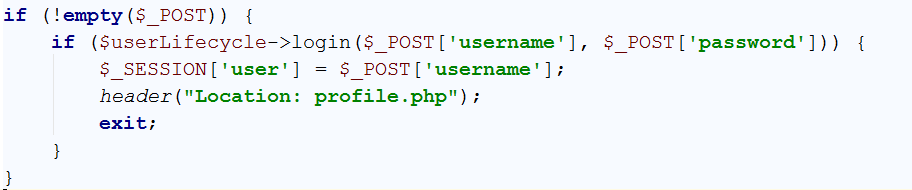 if (!empty($_POST)) {
    if ($userLifecycle->login($_POST['username'], $_POST['password'])) {
        $_SESSION['user'] = $_POST['username'];
        header("Location: profile.php");
        exit;
    }
}